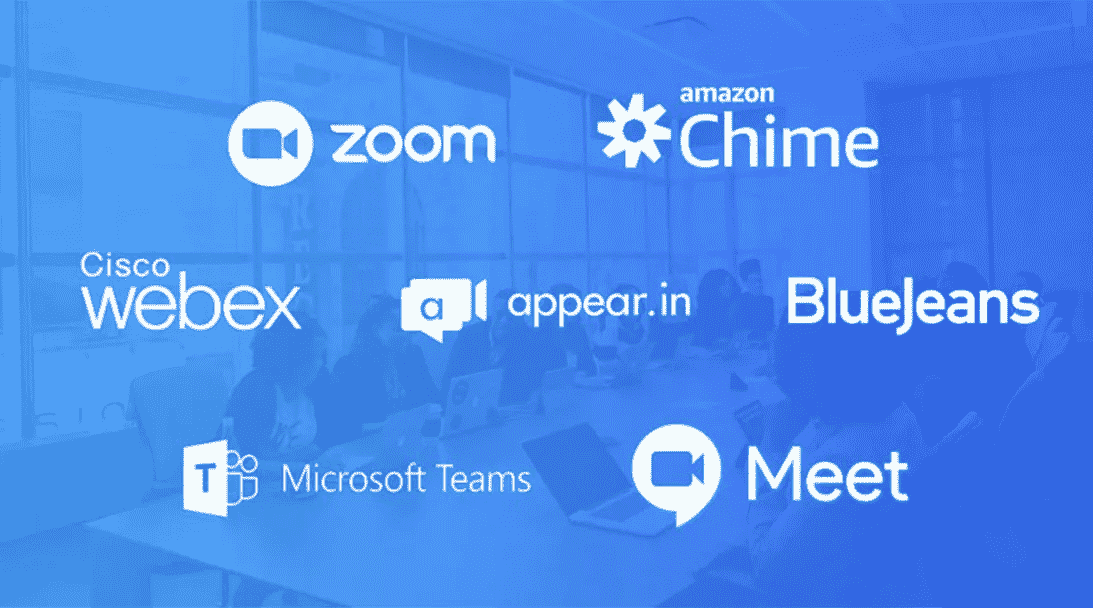 zoom
amazon
Chime
Cisco
webex
a appear.in
BlueJeans
T Microsoft Teams
Meet